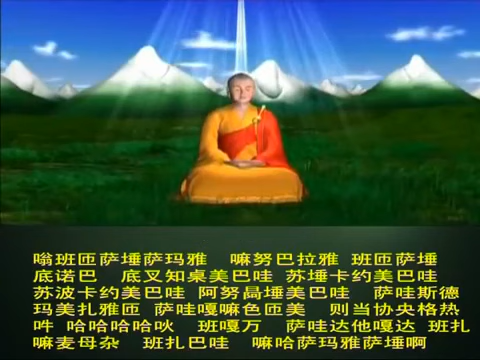 嗡班匝萨埵萨玛雅 嘛努巴拉雅 班匝萨埵
底诺巴 底叉知桌美巴哇 苏埵卡约美巴哇
苏波卡约美巴哇 阿努曷埵美巴哇 萨哇斯德
玛美扎雅匝 萨哇嘎嘛色匝美 则当协央格热
吽 哈哈哈哈吙 班嘎万 萨哇达他嘎达 班扎
嘛麦母杂 班扎巴哇 嘛哈萨玛雅萨埵啊